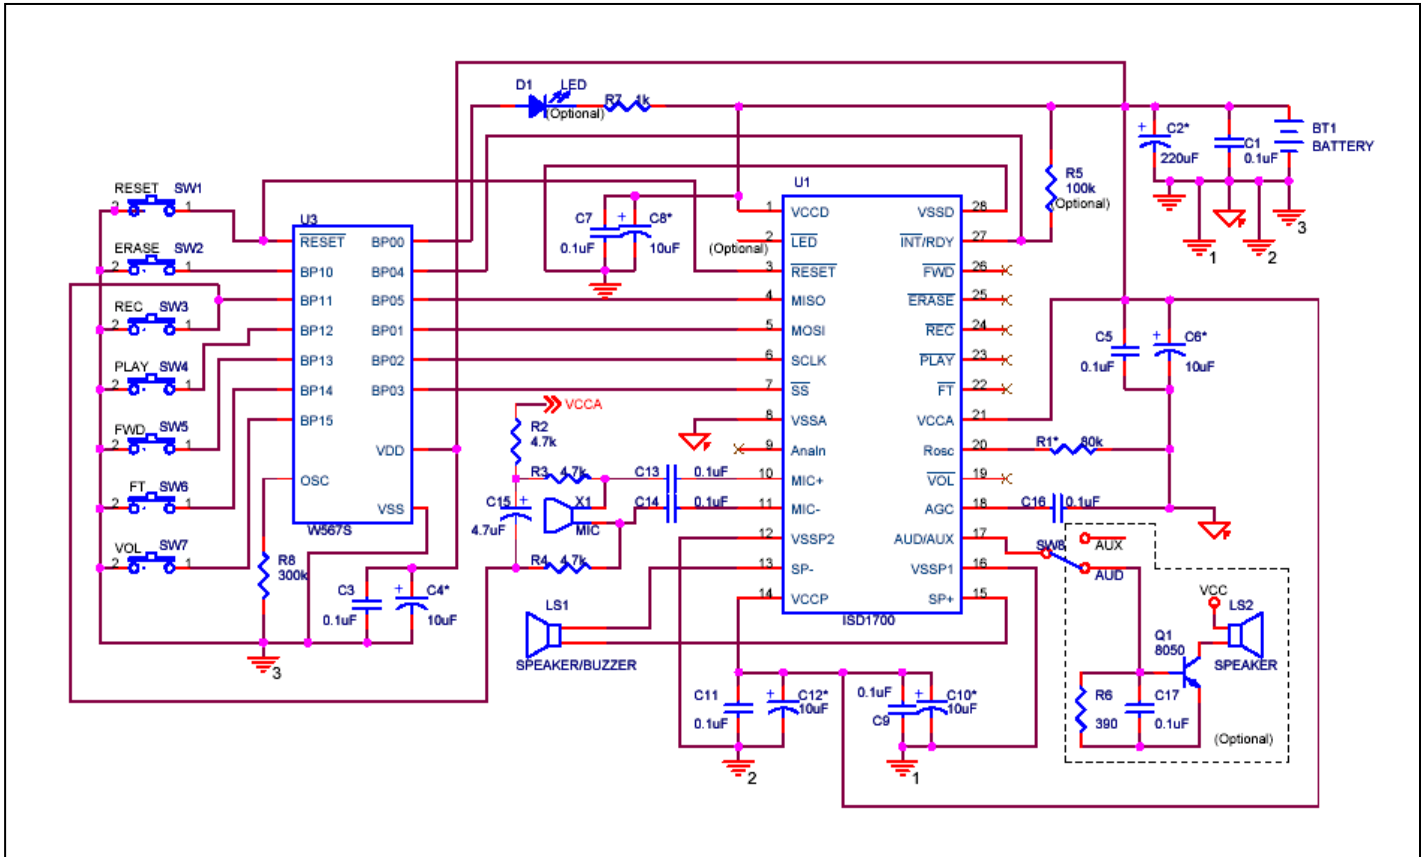 D1
LED
(Optional)
R7 1k
C2*
220uF
C1
0.1uF
BT1
BATTERY
1
2
3
R5
100k
(Optional)
RESET SW1
2 1
ERASE SW2
2 1
REC SW3
2 1
PLAY SW4
2 1
FWD SW5
2 1
FT SW6
2 1
VOL SW7
2 1
U3
RESET BP00
BP10 BP04
BP11 BP05
BP12 BP01
BP13 BP02
BP14 BP03
BP15
VDD
OSC
VSS
W567S
R8
300k
C3
0.1uF
C4*
10uF
3
C7
0.1uF
C8*
10uF
(Optional)
U1
1 VCCD VSSD 28
2 LED INT/RDY 27
3 RESET FWD 26
4 MISO ERASE 25
5 MOSI REC 24
6 SCLK PLAY 23
7 SS FT 22
8 VSSA VCCA 21
9 AnaIn Rosc 20
10 MIC+ VOL 19
11 MIC- AGC 18
12 VSSP2 AUD/AUX 17
13 SP- VSSP1 16
14 VCCP SP+ 15
ISD1700
VCCA
R2
4.7k
R3 4.7k
C13 0.1uF
C15
4.7uF
X1
MIC
C14 0.1uF
R4 4.7k
LS1
SPEAKER/BUZZER
C5
0.1uF
C6*
10uF
R1* 80k
C16 0.1uF
SW8
AUX
AUD
VCC
LS2
SPEAKER
Q1
8050
R6
390
C17
0.1uF
(Optional)
C11
0.1uF
C12*
10uF
2
0.1uF
C9
C10*
10uF
1